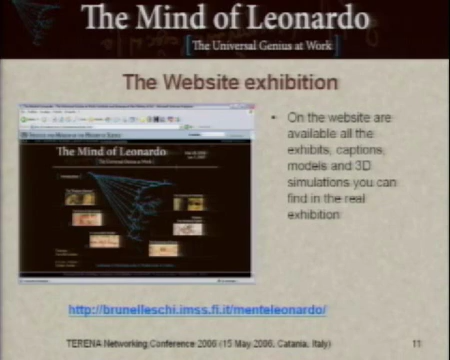 The Mind of Leonardo
[The Universal Genius at Work]
The Website exhibition
The Mind of Leonardo
[The Universal Genius at Work]
• On the website are
available all the
exhibits, captions,
models and 3D
simulations you can
find in the real
exhibition
http://brunelleschi.imss.fi.it/menteleonardo/
TERENA Networking Conference 2006 (15 May 2006, Catania, Italy)
11